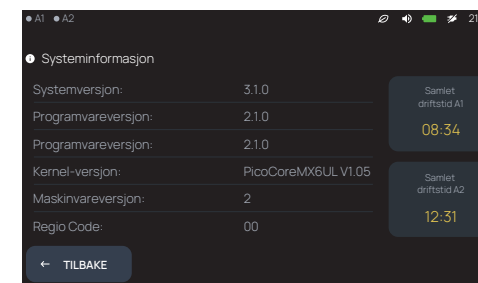 A1 A2 21
Systeminformasjon
Systemversjon: 3.1.0
Programvareversjon: 2.1.0
Programvareversjon: 2.1.0
Kernel-versjon: PicoCoreMX6UL V1.05
Maskinvareversjon: 2
Regio Code: 00
← TILBAKE
Samlet
driftstid A1
08:34
Samlet
driftstid A2
12:31